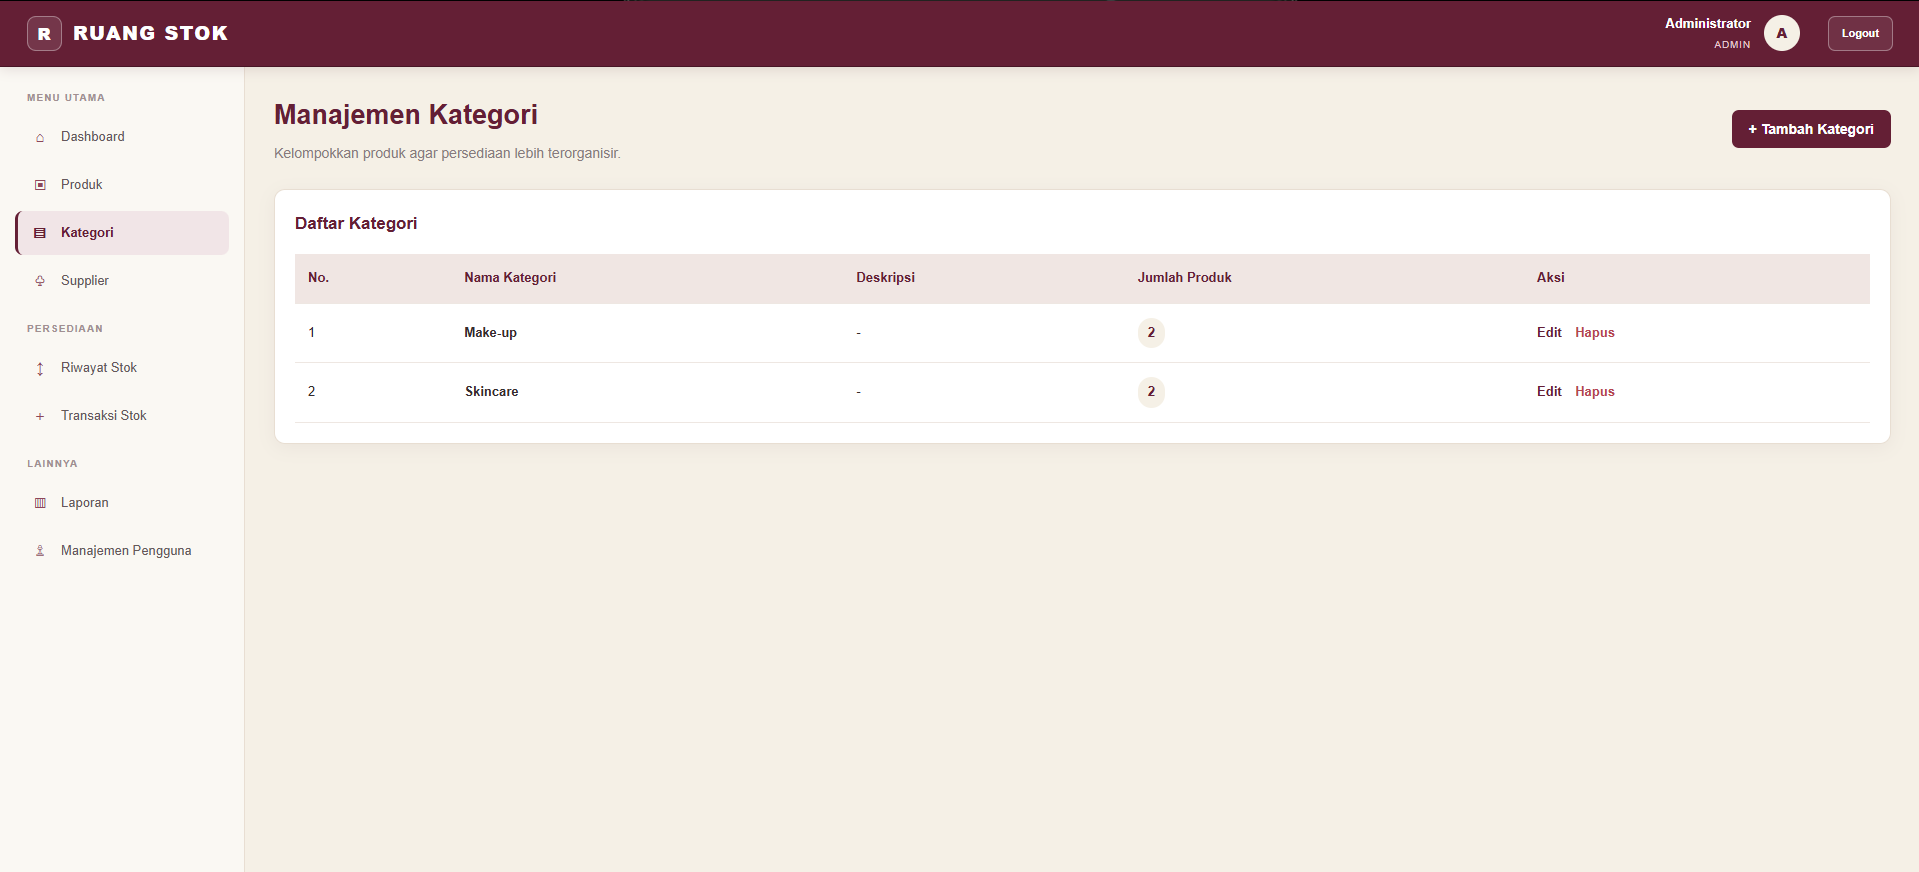 R RUANG STOK
Administrator
ADMIN
A
Logout
MENU UTAMA
Dashboard
Produk
Kategori
Supplier
PERSEDIAAN
Riwayat Stok
+ Transaksi Stok
LAINNYA
Laporan
Manajemen Pengguna
Manajemen Kategori
Kelompokkan produk agar persediaan lebih terorganisir.
+ Tambah Kategori
Daftar Kategori
No. Nama Kategori Deskripsi Jumlah Produk Aksi
1 Make-up - 2 Edit Hapus
2 Skincare - 2 Edit Hapus